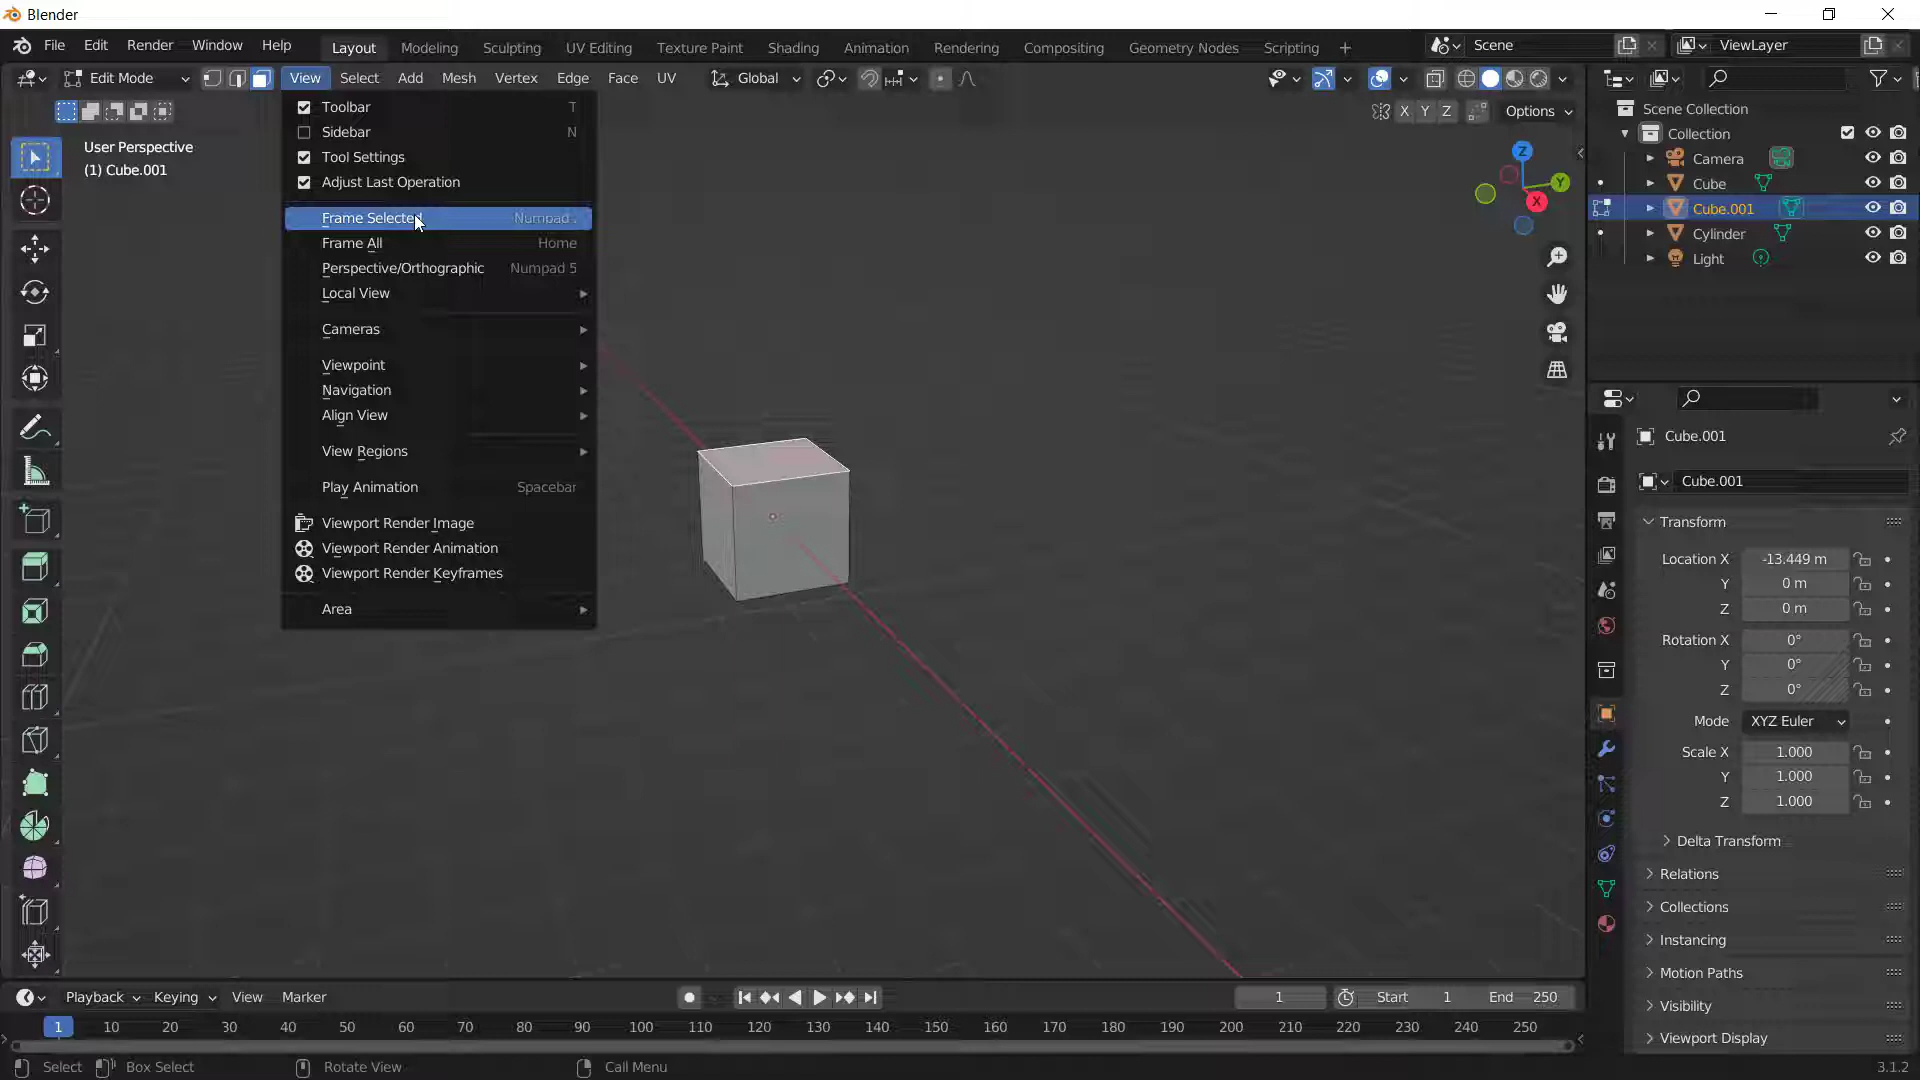 Blender
File Edit Render Window Help Layout Modeling Sculpting UV Editing Texture Paint Shading Animation Rendering Compositing Geometry Nodes Scripting + Scene ViewLayer
Edit Mode View Select Add Mesh Vertex Edge Face UV Global
X Y Z Options
User Perspective
(1) Cube.001
Toolbar T
Sidebar N
Tool Settings
Adjust Last Operation
Frame Selected Numpad .
Frame All Home
Perspective/Orthographic Numpad 5
Local View
Cameras
Viewpoint
Navigation
Align View
View Regions
Play Animation Spacebar
Viewport Render Image
Viewport Render Animation
Viewport Render Keyframes
Area
Z
Y
X
Scene Collection
Collection
Camera
Cube
Cube.001
Cylinder
Light
Cube.001
Cube.001
Transform
Location X -13.449 m
Y 0 m
Z 0 m
Rotation X 0°
Y 0°
Z 0°
Mode XYZ Euler
Scale X 1.000
Y 1.000
Z 1.000
Delta Transform
Relations
Collections
Instancing
Motion Paths
Visibility
Viewport Display
Playback Keying View Marker 1 Start 1 End 250
1 10 20 30 40 50 60 70 80 90 100 110 120 130 140 150 160 170 180 190 200 210 220 230 240 250
Select Box Select Rotate View Call Menu 3.1.2